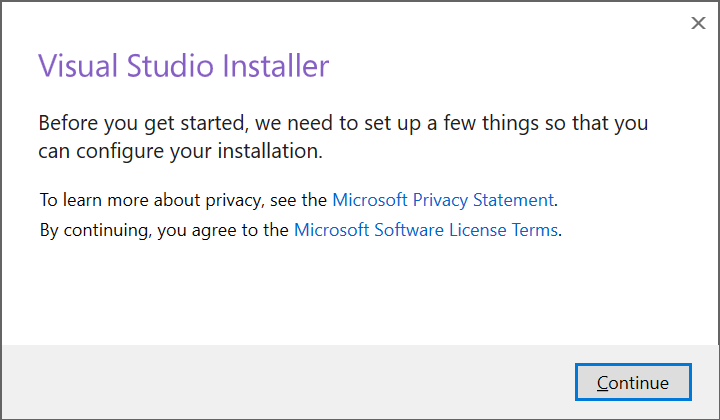 Visual Studio Installer
Before you get started, we need to set up a few things so that you
can configure your installation.
To learn more about privacy, see the Microsoft Privacy Statement.
By continuing, you agree to the Microsoft Software License Terms.
Continue